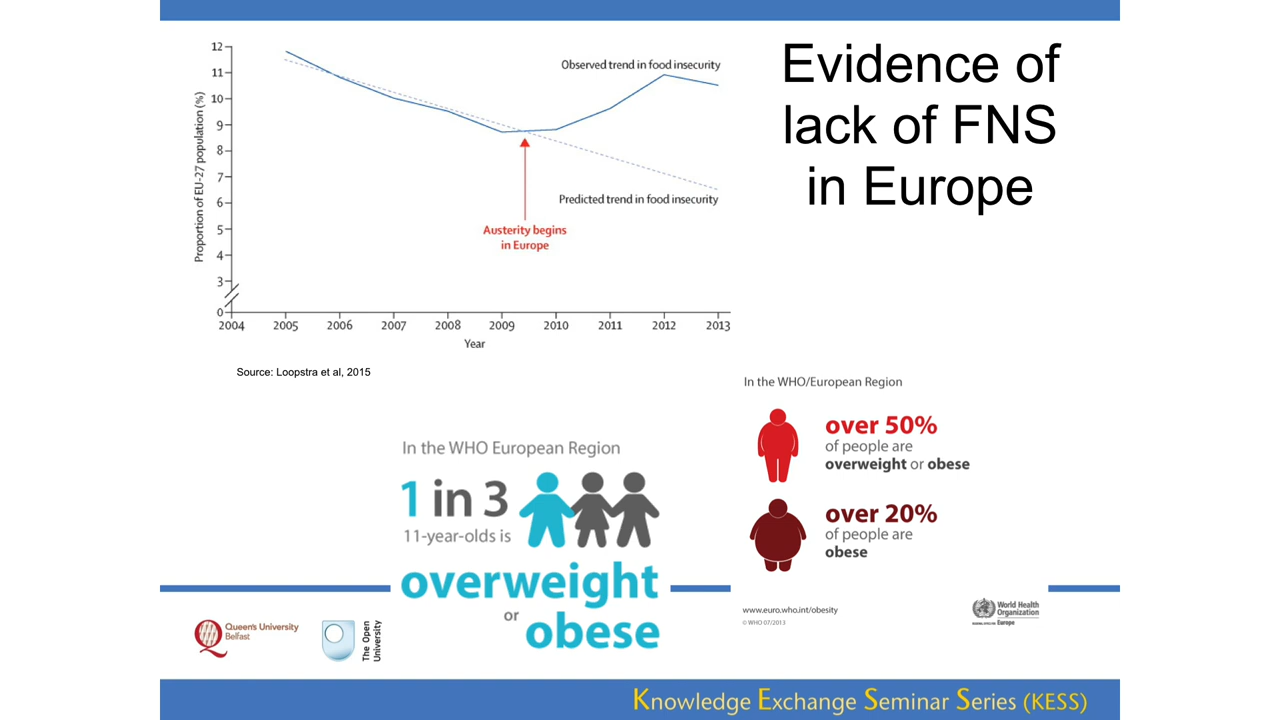 Evidence of
lack of FNS
in Europe
12
11
10
9
8
7
6
5
4
3
0
Proportion of EU-27 population (%)
Observed trend in food insecurity
Predicted trend in food insecurity
Austerity begins
in Europe
2004 2005 2006 2007 2008 2009 2010 2011 2012 2013
Year
Source: Loopstra et al, 2015
In the WHO European Region
1 in 3
11-year-olds is
overweight
or
obese
In the WHO/European Region
over 50%
of people are
overweight or obese
over 20%
of people are
obese
www.euro.who.int/obesity
© WHO 07/2013
World Health
Organization
Europe
Queen's University
Belfast
The Open
University
Knowledge Exchange Seminar Series (KESS)